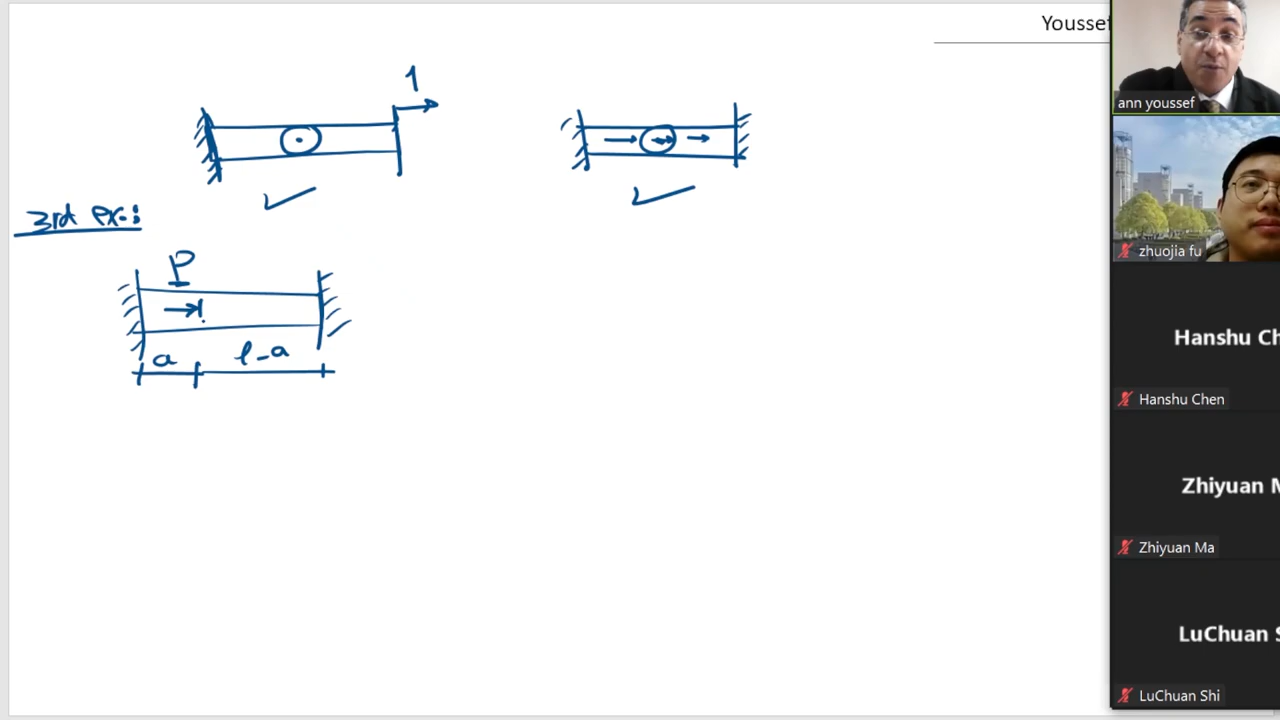 Youssef
1
3rd ex.:
P
a
l-a
ann youssef
zhuojia fu
Hanshu Ch
Hanshu Chen
Zhiyuan M
Zhiyuan Ma
LuChuan S
LuChuan Shi